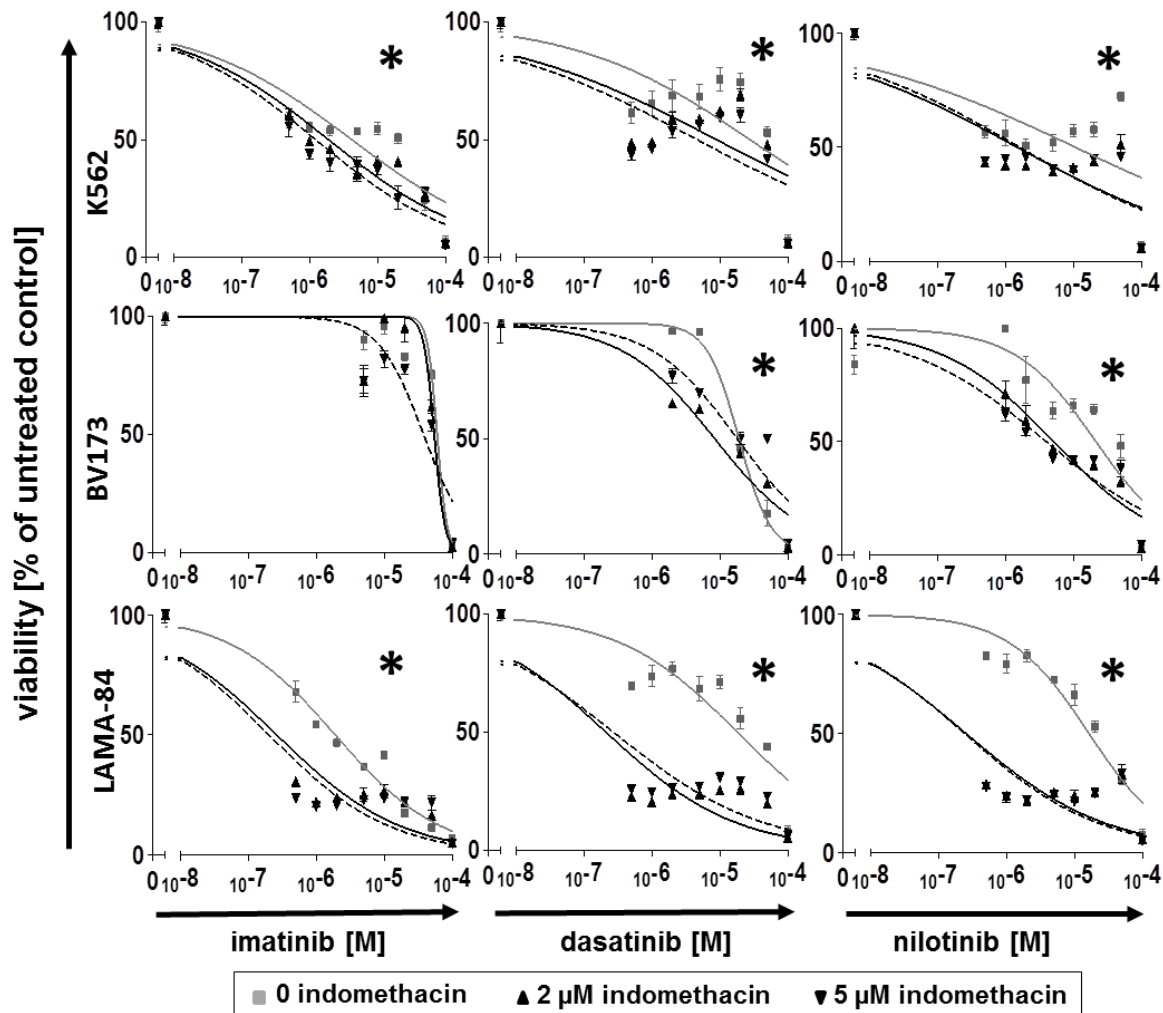 viability [% of untreated control]
K562
100
50
0
0 10-8 10-7 10-6 10-5 10-4
*
100
50
0
0 10-8 10-7 10-6 10-5 10-4
*
100
50
0
0 10-8 10-7 10-6 10-5 10-4
*
BV173
100
50
0
0 10-8 10-7 10-6 10-5 10-4
100
50
0
0 10-8 10-7 10-6 10-5 10-4
*
100
50
0
0 10-8 10-7 10-6 10-5 10-4
*
LAMA-84
100
50
0
0 10-8 10-7 10-6 10-5 10-4
*
100
50
0
0 10-8 10-7 10-6 10-5 10-4
*
100
50
0
0 10-8 10-7 10-6 10-5 10-4
*
imatinib [M]
dasatinib [M]
nilotinib [M]
0 indomethacin
2 µM indomethacin
5 µM indomethacin